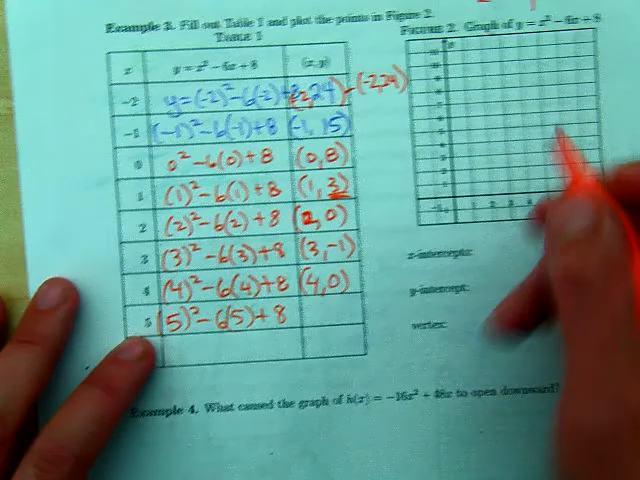 Example 3. Fill out Table 1 and plot the points in Figure 2.
TABLE 1
x y = x² − 6x + 8 (x, y)
−2 y=(-2)²-6(-2)+8 (-2,24) -(-2,24)
−1 (-1)²-6(-1)+8 (-1, 15)
0 0²-6(0)+8 (0,8)
1 (1)²-6(1)+8 (1, 3)
2 (2)²-6(2)+8 (2, 0)
3 (3)²-6(3)+8 (3,-1)
4 (4)²-6(4)+8 (4,0)
5 (5)²-6(5)+8
FIGURE 2. Graph of y = x² − 6x + 8
x-intercepts:
y-intercept:
vertex:
Example 4. What caused the graph of h(x) = −16x² + 48x to open downward?